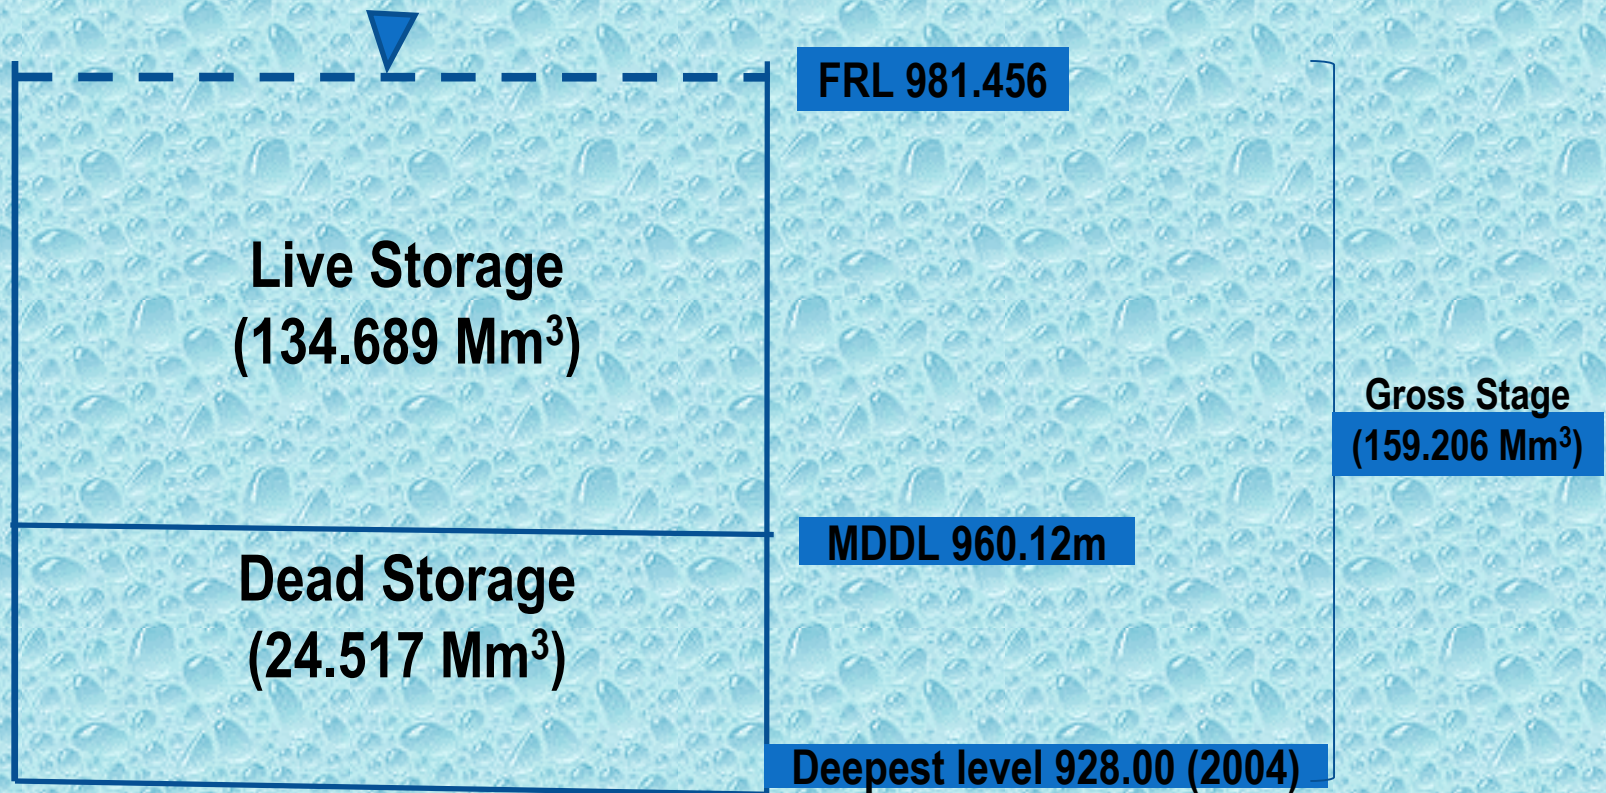 FRL 981.456
Live Storage
(134.689 Mm³)
Gross Stage
(159.206 Mm³)
MDDL 960.12m
Dead Storage
(24.517 Mm³)
Deepest level 928.00 (2004)